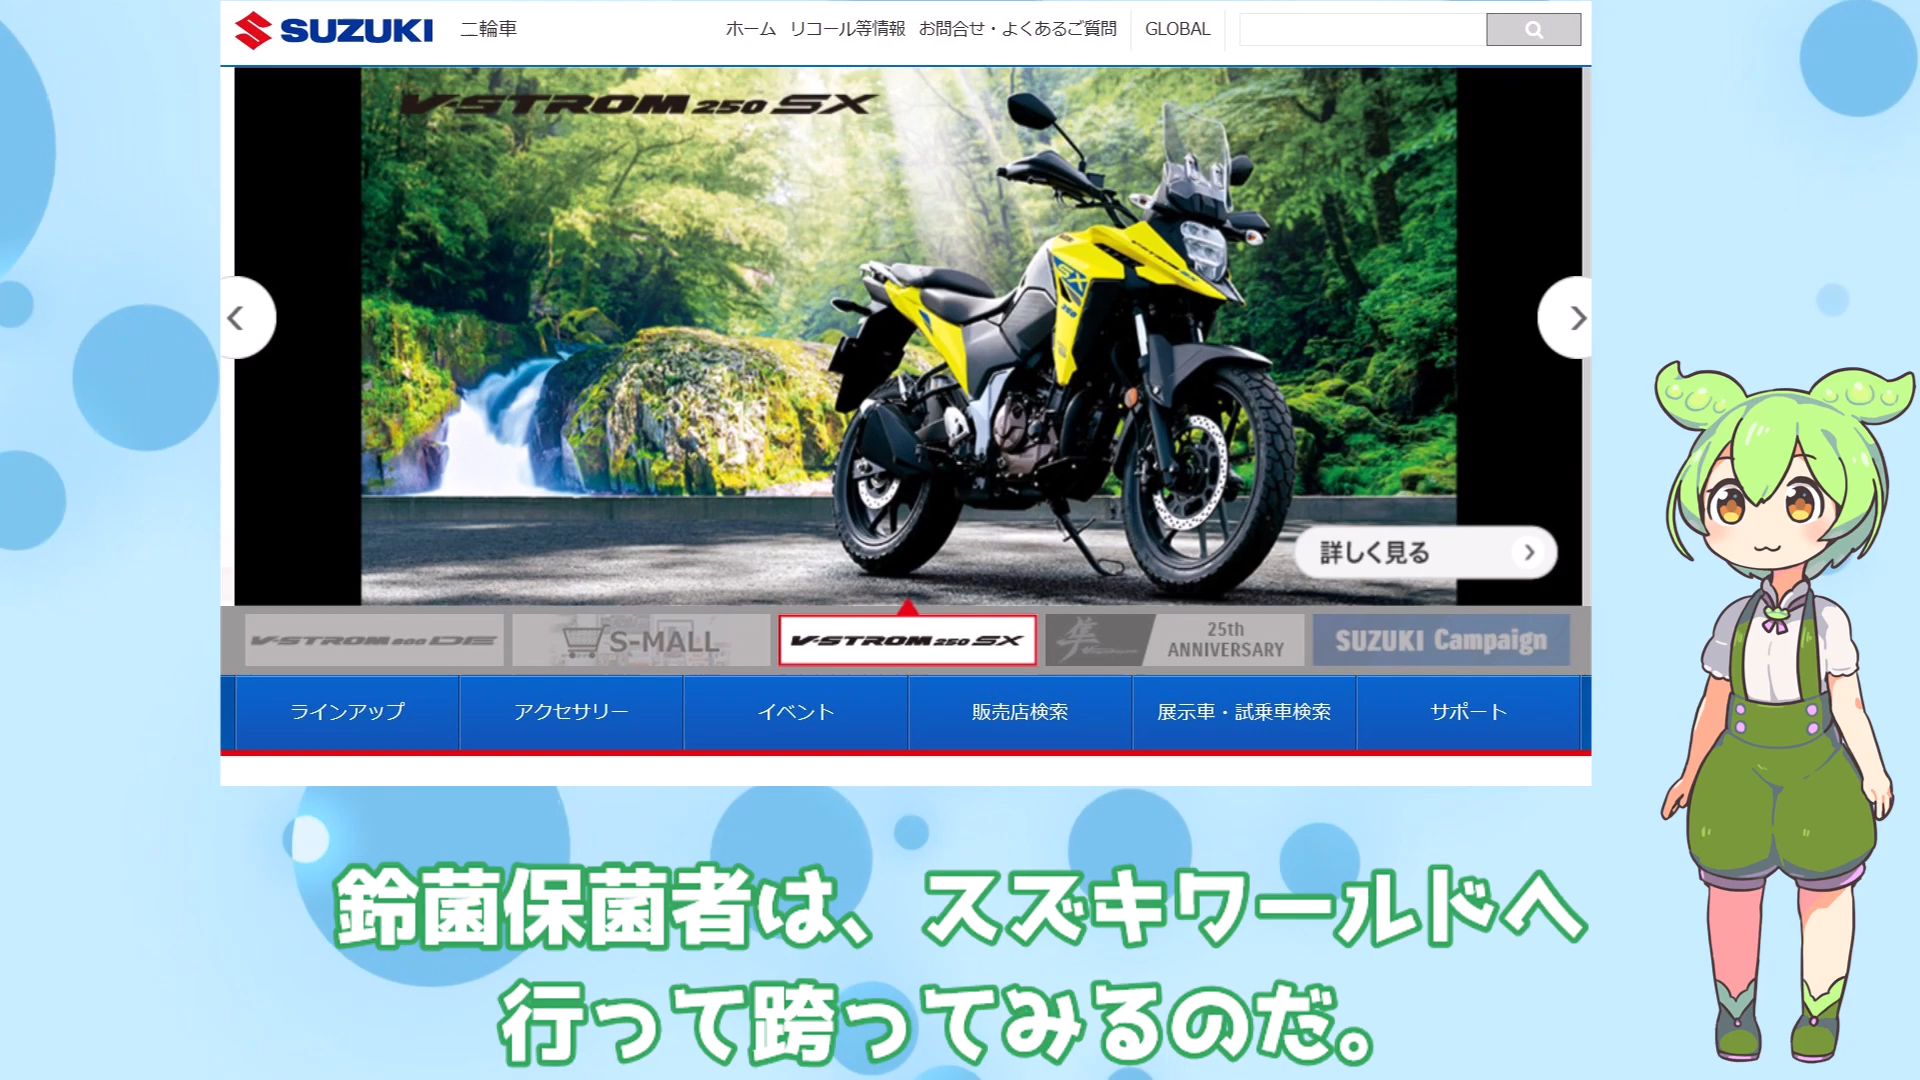 SUZUKI 二輪車 ホーム リコール等情報 お問合せ・よくあるご質問 GLOBAL
V-STROM 250 SX
詳しく見る
V-STROM 800 DE S-MALL V-STROM 250 SX 隼 25th ANNIVERSARY SUZUKI Campaign
ラインアップ アクセサリー イベント 販売店検索 展示車・試乗車検索 サポート
鈴菌保菌者は、スズキワールドへ
行って跨ってみるのだ。